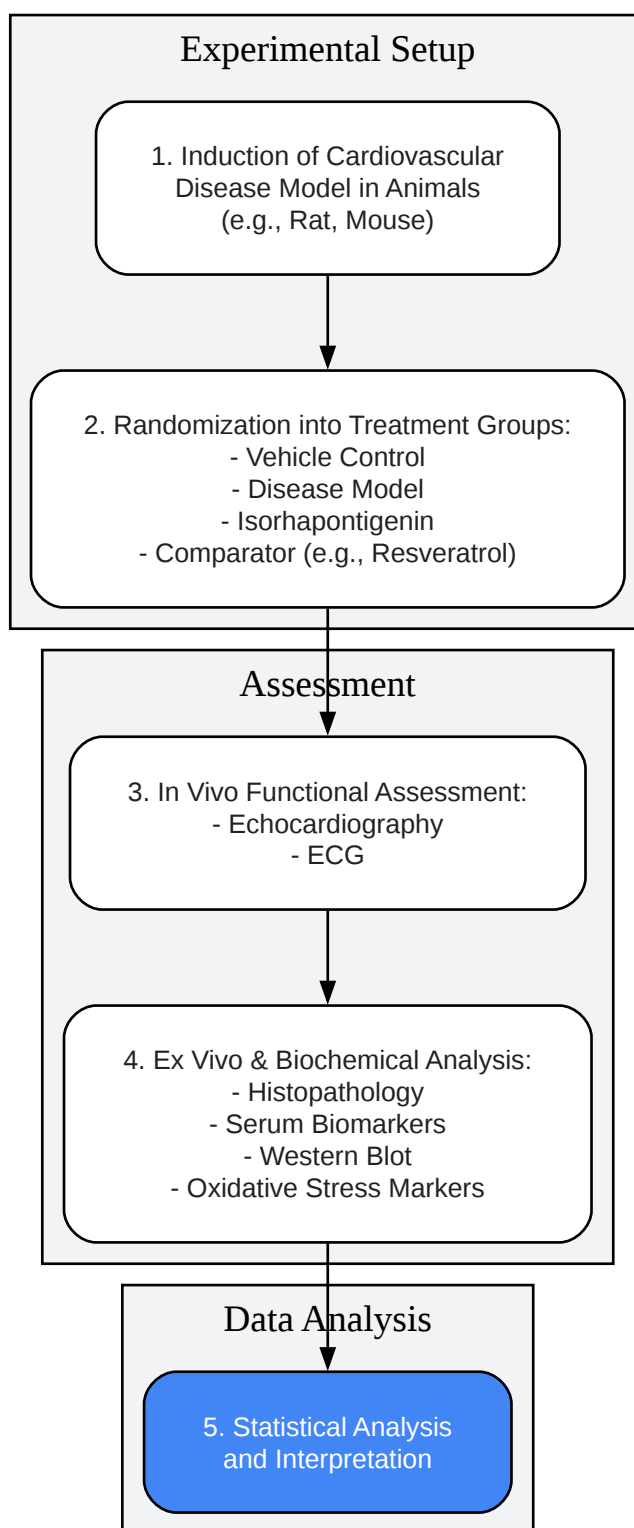 Experimental Setup
1. Induction of Cardiovascular
Disease Model in Animals
(e.g., Rat, Mouse)
2. Randomization into Treatment Groups:
- Vehicle Control
- Disease Model
- Isorhapontigenin
- Comparator (e.g., Resveratrol)
Assessment
3. In Vivo Functional Assessment:
- Echocardiography
- ECG
4. Ex Vivo & Biochemical Analysis:
- Histopathology
- Serum Biomarkers
- Western Blot
- Oxidative Stress Markers
Data Analysis
5. Statistical Analysis
and Interpretation